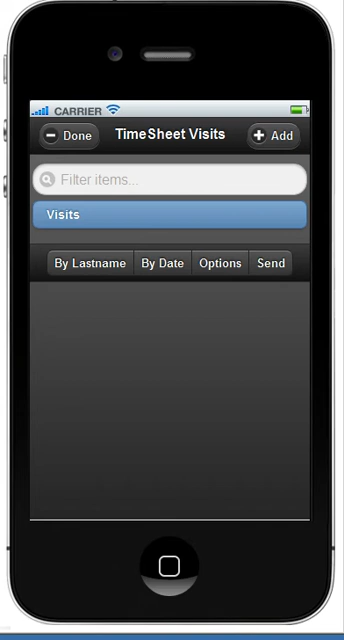 CARRIER
Done TimeSheet Visits Add
Filter items...
Visits
By Lastname By Date Options Send